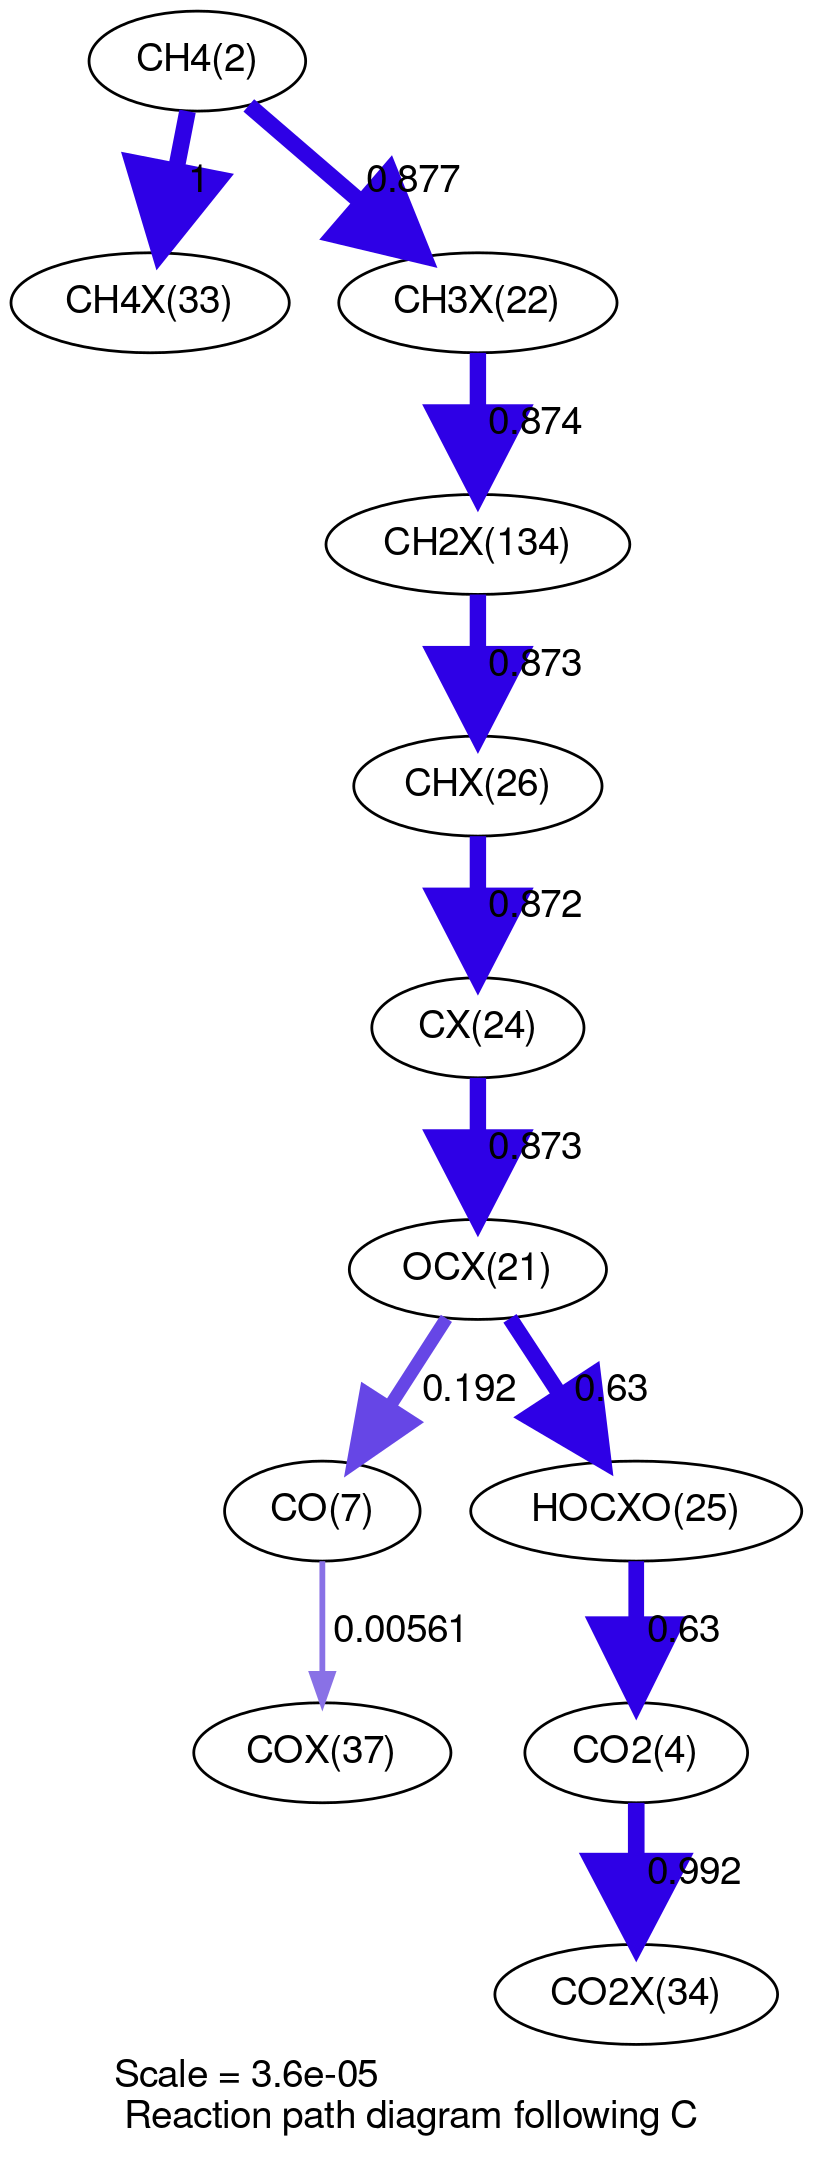 CH4(2)
1
0.877
CH4X(33)
CH3X(22)
0.874
CH2X(134)
0.873
CHX(26)
0.872
CX(24)
0.873
OCX(21)
0.192
0.63
CO(7)
HOCXO(25)
0.00561
0.63
COX(37)
CO2(4)
0.992
CO2X(34)
Scale = 3.6e-05
Reaction path diagram following C